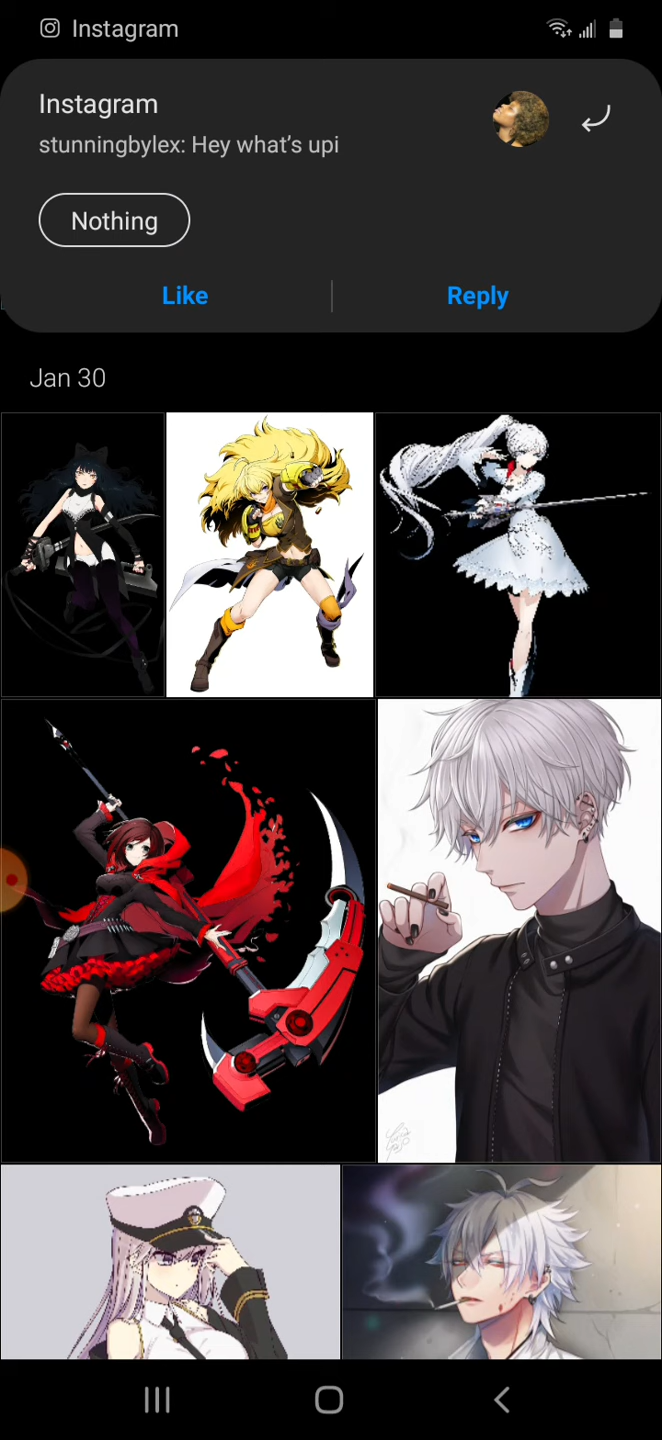 Instagram
Instagram
stunningbylex: Hey what's upi
Nothing
Like
Reply
Jan 30